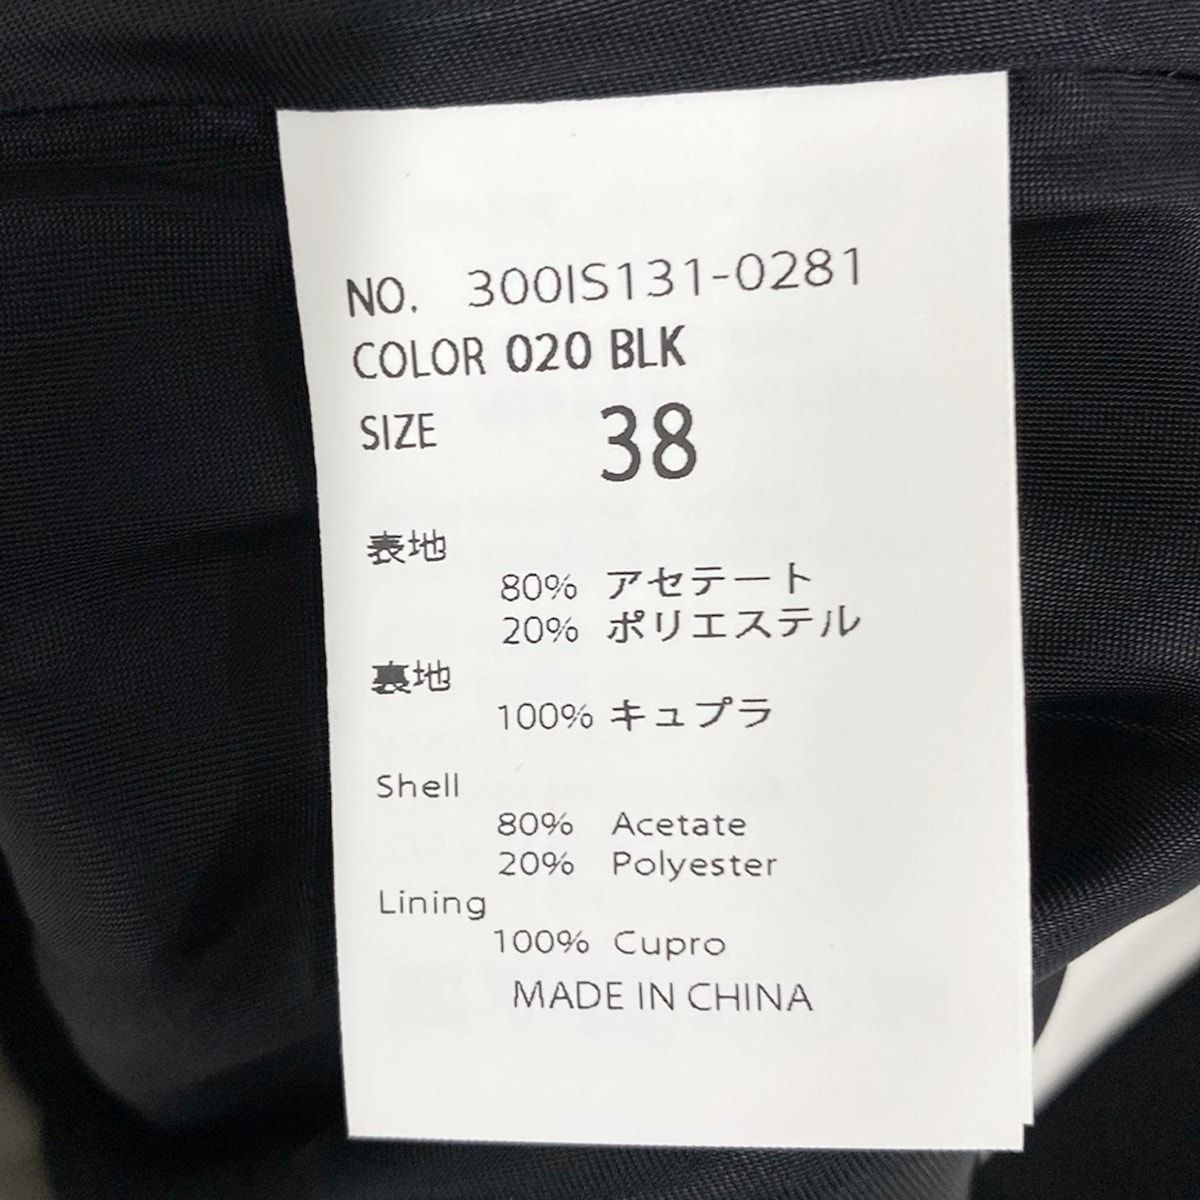 NO. 300IS131-0281
COLOR 020 BLK
SIZE 38
表地
80% アセテート
20% ポリエステル
裏地
100% キュプラ
Shell
80% Acetate
20% Polyester
Lining
100% Cupro
MADE IN CHINA